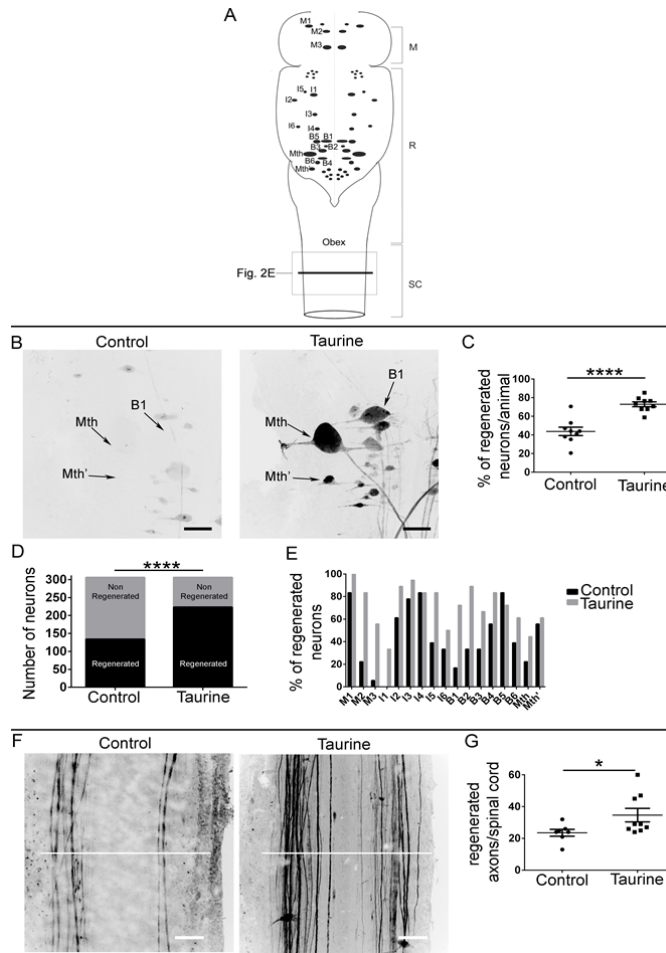 A
M1
M2
M3
M
I5
I1
I2
I3
I6
I4
B5 B1
B3 B2
Mth
B6 B4
Mth'
R
Obex
Fig. 2E
SC
B
Control
Taurine
B1
Mth
Mth'
B1
Mth
Mth'
C
****
% of regenerated
neurons/animal
100
80
60
40
20
0
Control
Taurine
D
****
Number of neurons
300
250
200
150
100
50
0
Non
Regenerated
Non
Regenerated
Regenerated
Regenerated
Control
Taurine
E
% of regenerated
neurons
100
80
60
40
20
0
Control
Taurine
M1 M2 M3 I1 I2 I3 I4 I5 I6 B1 B2 B3 B4 B5 B6 Mth Mth'
F
Control
Taurine
G
*
regenerated
axons/spinal cord
60
40
20
0
Control
Taurine